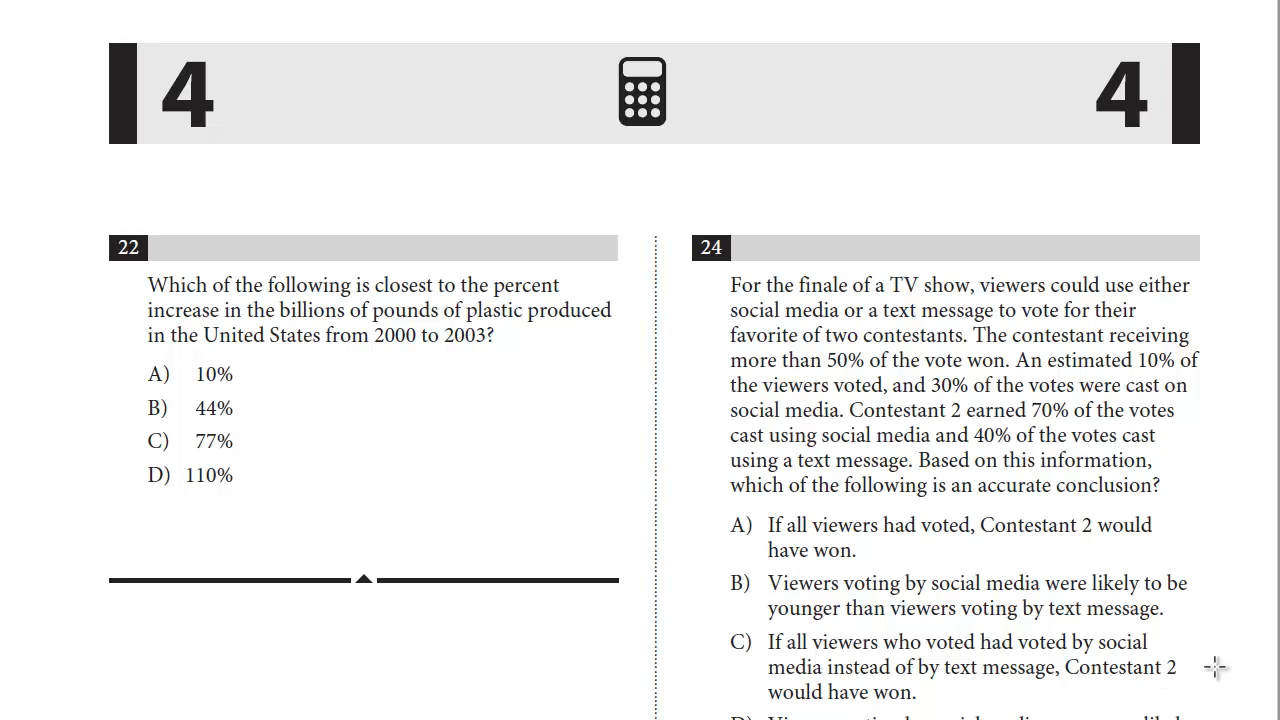 4 4
22
Which of the following is closest to the percent
increase in the billions of pounds of plastic produced
in the United States from 2000 to 2003?
A) 10%
B) 44%
C) 77%
D) 110%
24
For the finale of a TV show, viewers could use either
social media or a text message to vote for their
favorite of two contestants. The contestant receiving
more than 50% of the vote won. An estimated 10% of
the viewers voted, and 30% of the votes were cast on
social media. Contestant 2 earned 70% of the votes
cast using social media and 40% of the votes cast
using a text message. Based on this information,
which of the following is an accurate conclusion?
A) If all viewers had voted, Contestant 2 would
have won.
B) Viewers voting by social media were likely to be
younger than viewers voting by text message.
C) If all viewers who voted had voted by social
media instead of by text message, Contestant 2
would have won.